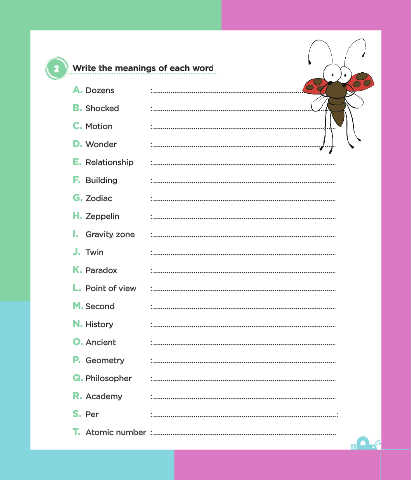 2 Write the meanings of each word
A. Dozens :
B. Shocked :
C. Motion :
D. Wonder :
E. Relationship :
F. Building :
G. Zodiac :
H. Zeppelin :
I. Gravity zone :
J. Twin :
K. Paradox :
L. Point of view :
M. Second :
N. History :
O. Ancient :
P. Geometry :
Q. Philosopher :
R. Academy :
S. Per :
T. Atomic number :